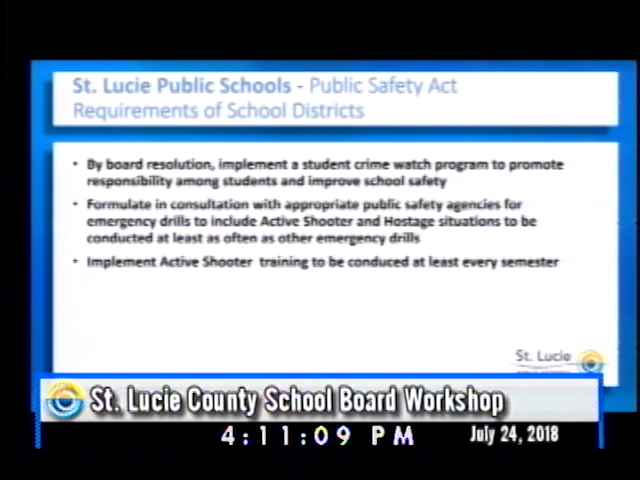 St. Lucie Public Schools - Public Safety Act
Requirements of School Districts
• By board resolution, implement a student crime watch program to promote
responsibility among students and improve school safety
• Formulate in consultation with appropriate public safety agencies for
emergency drills to include Active Shooter and Hostage situations to be
conducted at least as often as other emergency drills
• Implement Active Shooter training to be conduced at least every semester
St. Lucie
St. Lucie County School Board Workshop
4:11:09 PM
July 24, 2018